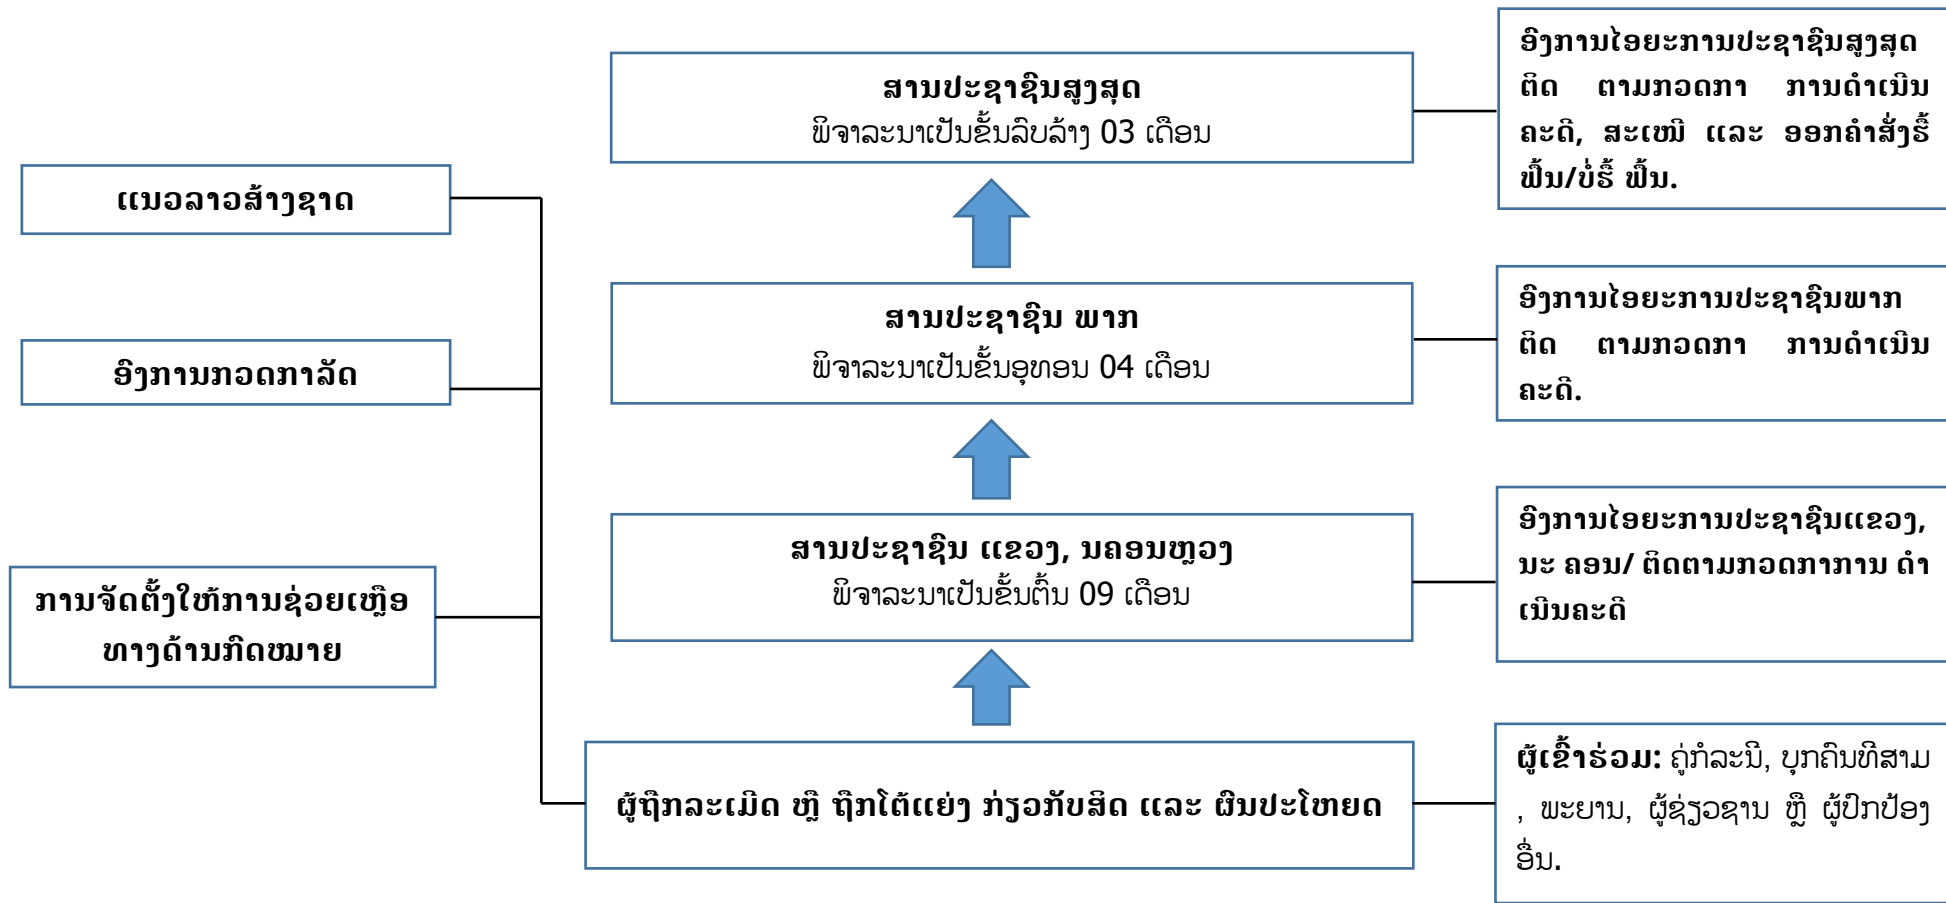 ສານປະຊາຊົນສູງສຸດ
ພິຈາລະນາເປັນຂັ້ນລົບລ້າງ 03 ເດືອນ
ອົງການໄອຍະການປະຊາຊົນສູງສຸດ
ຕິດ ຕາມກວດກາ ການດຳເນີນ
ຄະດີ, ສະເໜີ ແລະ ອອກຄຳສັ່ງຮື້
ຟື້ນ/ບໍ່ຮື້ ຟື້ນ.
ແນວລາວສ້າງຊາດ
ສານປະຊາຊົນ ພາກ
ພິຈາລະນາເປັນຂັ້ນອຸທອນ 04 ເດືອນ
ອົງການໄອຍະການປະຊາຊົນພາກ
ຕິດ ຕາມກວດກາ ການດຳເນີນ
ຄະດີ.
ອົງການກວດກາລັດ
ສານປະຊາຊົນ ແຂວງ, ນຄອນຫຼວງ
ພິຈາລະນາເປັນຂັ້ນຕົ້ນ 09 ເດືອນ
ອົງການໄອຍະການປະຊາຊົນແຂວງ,
ນະ ຄອນ/ ຕິດຕາມກວດກາການ ດຳ
ເນີນຄະດີ
ການຈັດຕັ້ງໃຫ້ການຊ່ວຍເຫຼືອ
ທາງດ້ານກົດໝາຍ
ຜູ້ຖືກລະເມີດ ຫຼື ຖືກໂຕ້ແຍ່ງ ກ່ຽວກັບສິດ ແລະ ຜົນປະໂຫຍດ
ຜູ້ເຂົ້າຮ່ວມ: ຄູ່ກໍລະນີ, ບຸກຄົນທີສາມ
, ພະຍານ, ຜູ້ຊ່ຽວຊານ ຫຼື ຜູ້ປົກປ້ອງ
ອື່ນ.